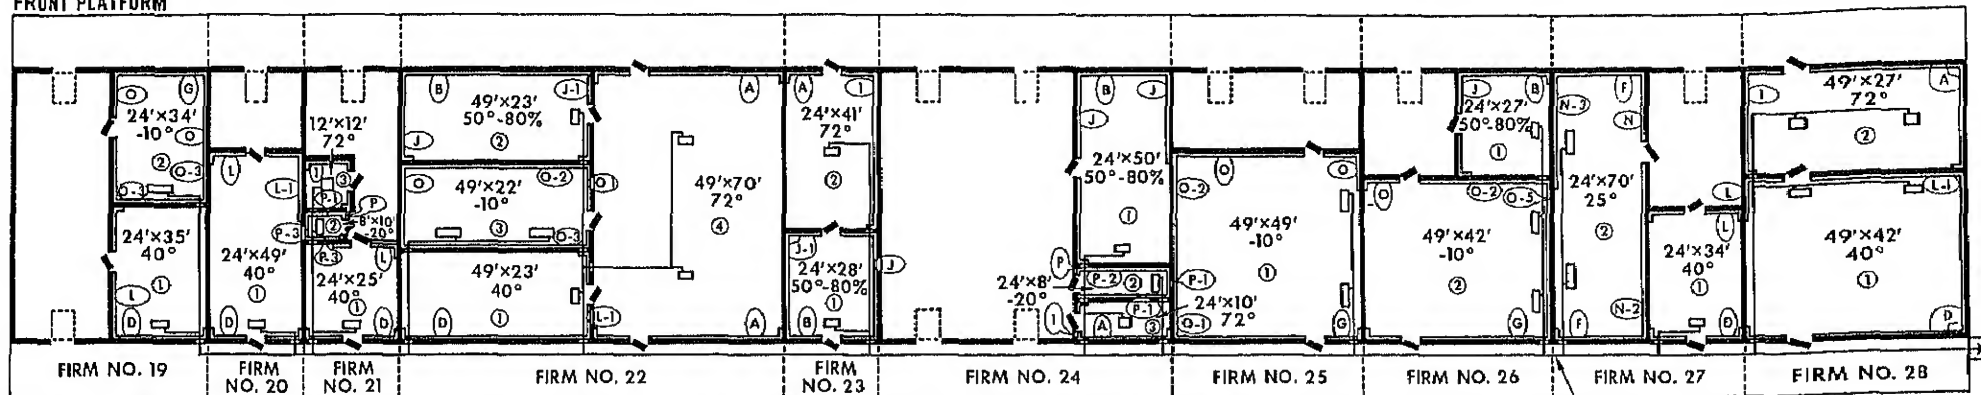 FRONT PLATFORM
O
G
24'×34'
-10°
O
2
O-3
O-3
24'×35'
40°
1
L
D
FIRM NO. 19
L
L-1
24'×49'
40°
1
D
P-3
FIRM
NO. 20
12'×12'
72°
1
3
P-1
P
2
8'×10'
-20°
P-3
L
24'×25'
40°
1
D
FIRM
NO. 21
B
J-1
49'×23'
50°-80%
J
2
O
O-2
49'×22'
-10°
3
O-3
49'×23'
40°
D
1
A
O-1
49'×70'
72°
4
L-1
A
FIRM NO. 22
A
1
24'×41'
72°
2
J-1
24'×28'
50°-80%
1
B
J
FIRM
NO. 23
B
J
J
24'×50'
50°-80%
1
P
24'×8'
-20°
P-2
2
P-1
P-1
24'×10'
72°
1
A
3
O-1
FIRM NO. 24
O-2
O
O
49'×49'
-10°
1
G
FIRM NO. 25
J
B
24'×27'
50°-80%
1
O
O-2
O-5
49'×42'
-10°
2
G
FIRM NO. 26
F
N-3
N
24'×70'
25°
2
N-2
F
L
L
24'×34'
40°
1
D
FIRM NO. 27
49'×27'
72°
A
1
2
L-1
49'×42'
40°
1
D
FIRM NO. 28